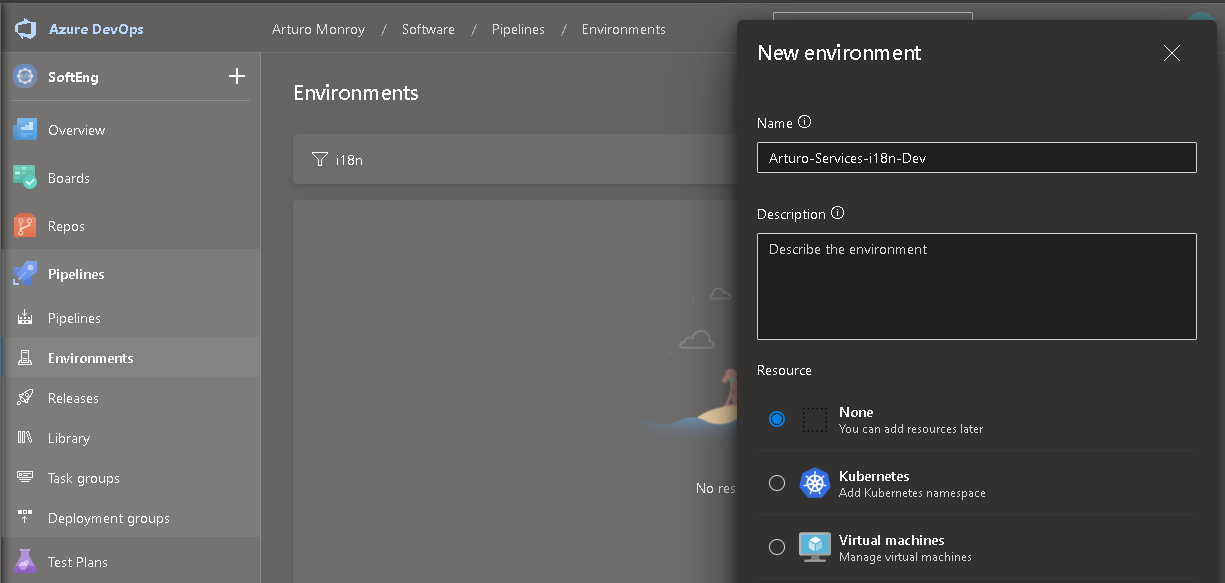 Azure DevOps
Arturo Monroy / Software / Pipelines / Environments
SoftEng +
Overview
Boards
Repos
Pipelines
Pipelines
Environments
Releases
Library
Task groups
Deployment groups
Test Plans
Environments
i18n
No res
New environment
Name
Arturo-Services-i18n-Dev
Description
Describe the environment
Resource
None
You can add resources later
Kubernetes
Add Kubernetes namespace
Virtual machines
Manage virtual machines